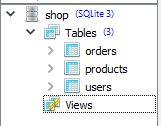 shop (SQLite 3)
Tables (3)
orders
products
users
Views